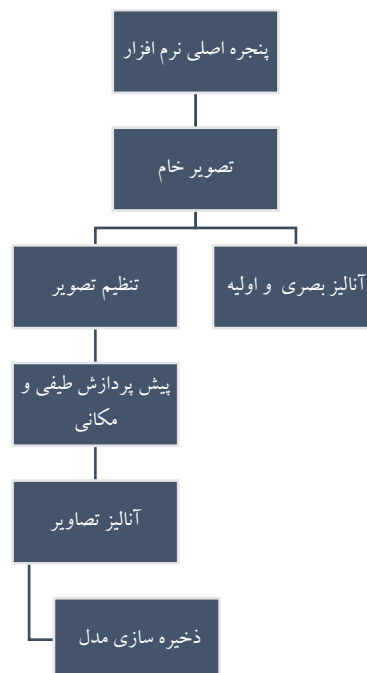 پنجره اصلی نرم افزار
تصویر خام
آنالیز بصری و اولیه
تنظیم تصویر
پیش پردازش طیفی و
مکانی
آنالیز تصاویر
ذخیره سازی مدل